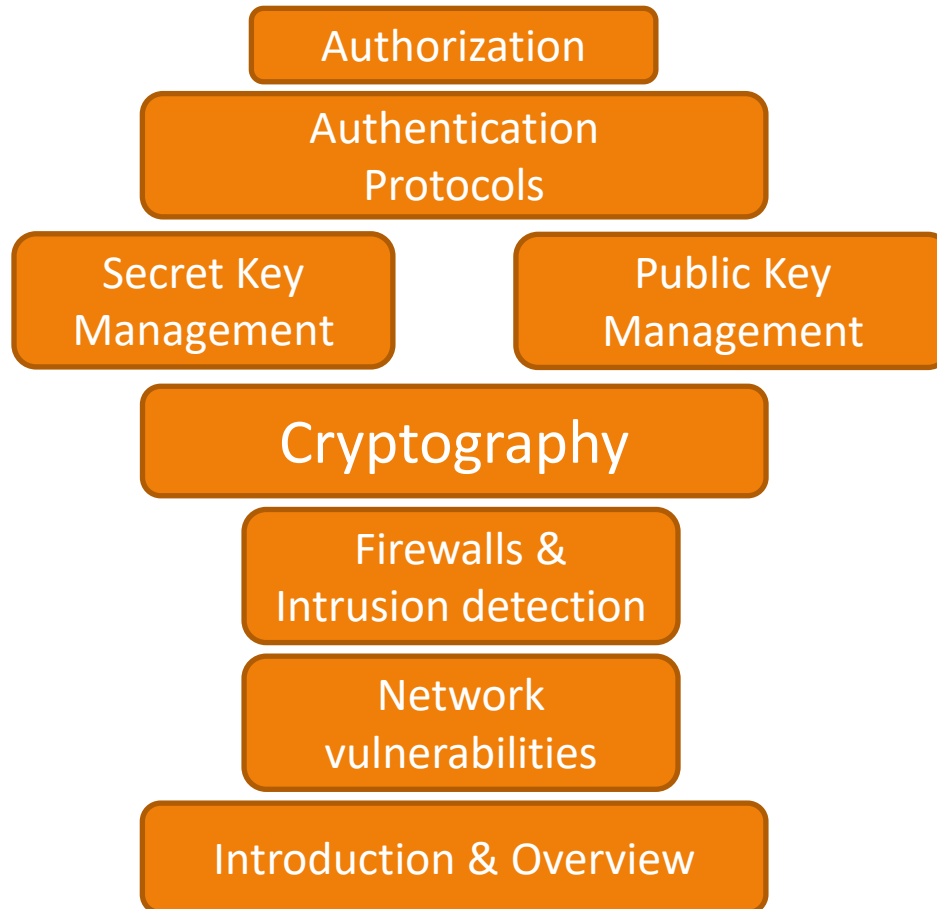 Authorization
Authentication
Protocols
Secret Key
Management
Public Key
Management
Cryptography
Firewalls &
Intrusion detection
Network
vulnerabilities
Introduction & Overview